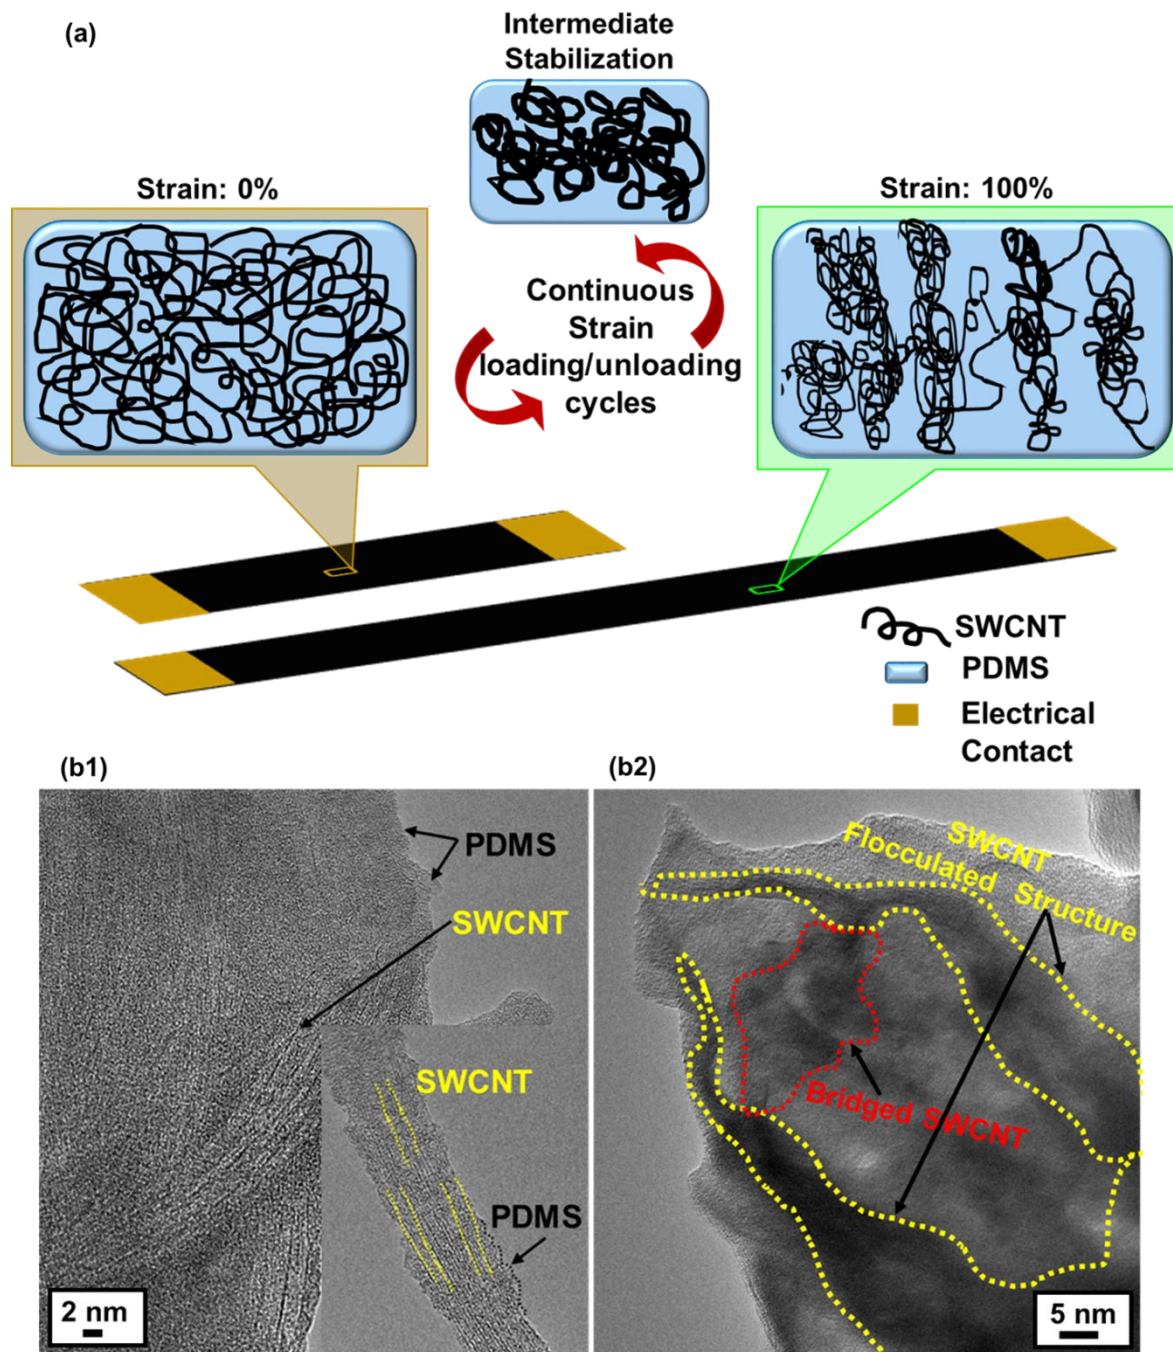 (a)
Intermediate
Stabilization
Strain: 0%
Strain: 100%
Continuous
Strain
loading/unloading
cycles
SWCNT
PDMS
Electrical
Contact
(b1)
PDMS
SWCNT
SWCNT
PDMS
2 nm
(b2)
SWCNT
Flocculated Structure
Bridged SWCNT
5 nm